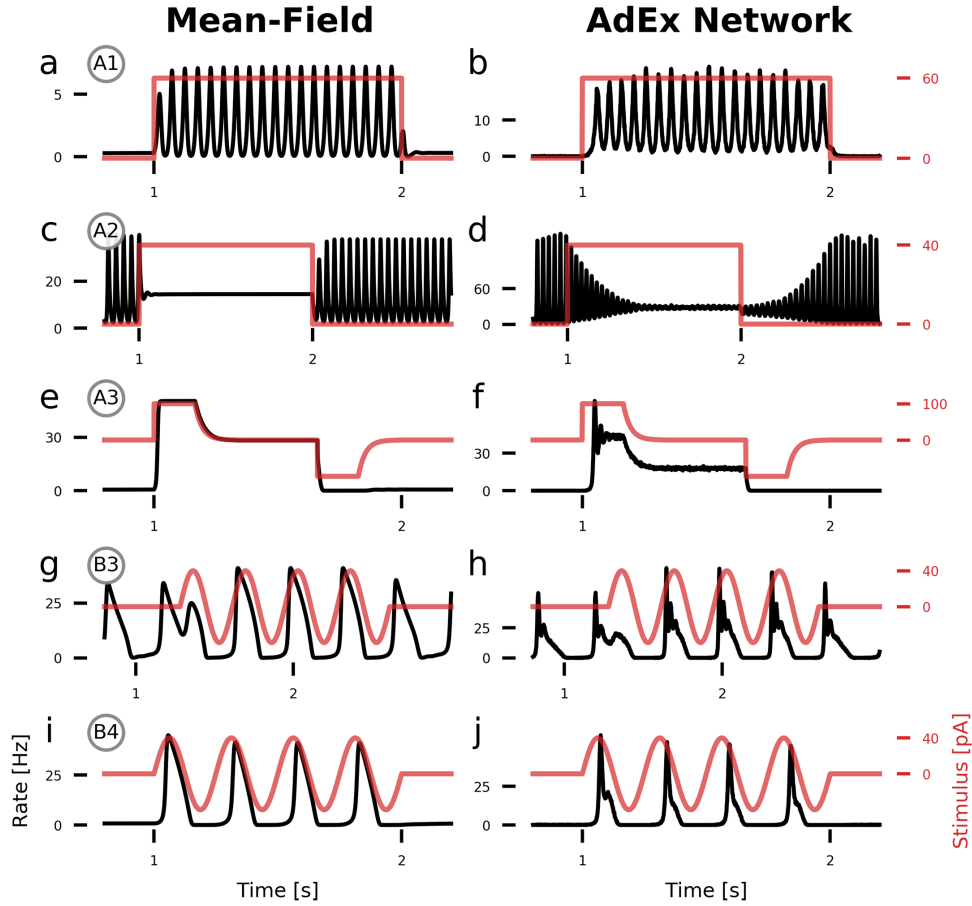 Mean-Field AdEx Network
a A1 b
5 10 60
0 0 0
1 2 1 2
c A2 d
20 60 40
0 0 0
1 2 1 2
e A3 f
30 30 100
0 0 0
1 2 1 2
g B3 h
25 25 40
0 0 0
1 2 1 2
i B4 j
25 25 40
0 0 0
1 2 1 2
Rate [Hz]
Stimulus [pA]
Time [s] Time [s]